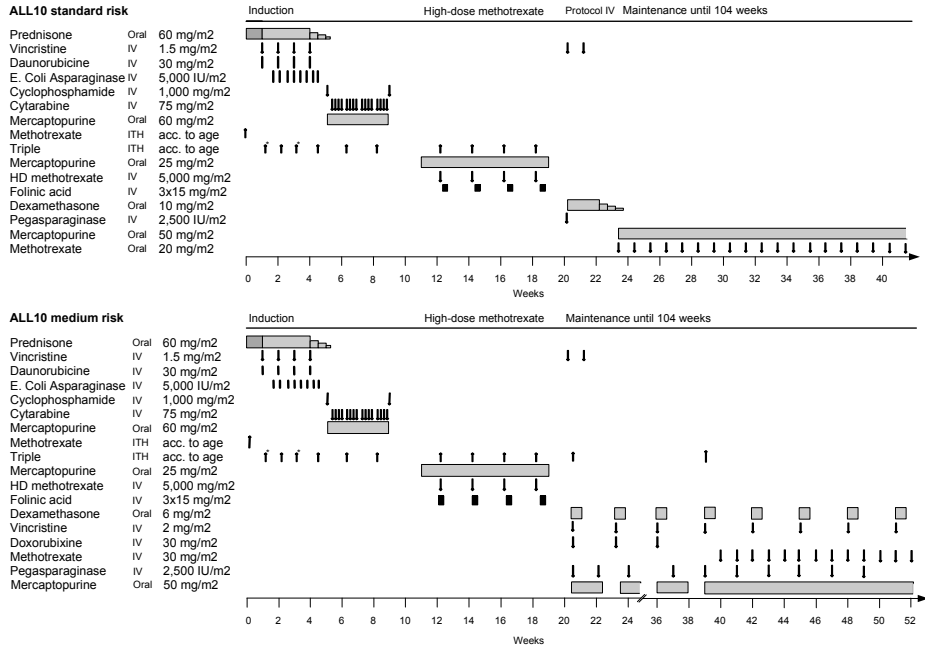 ALL10 standard risk
Induction High-dose methotrexate Protocol IV Maintenance until 104 weeks
Prednisone Oral 60 mg/m2
Vincristine IV 1.5 mg/m2
Daunorubicine IV 30 mg/m2
E. Coli Asparaginase IV 5,000 IU/m2
Cyclophosphamide IV 1,000 mg/m2
Cytarabine IV 75 mg/m2
Mercaptopurine Oral 60 mg/m2
Methotrexate ITH acc. to age
Triple ITH acc. to age
Mercaptopurine Oral 25 mg/m2
HD methotrexate IV 5,000 mg/m2
Folinic acid IV 3x15 mg/m2
Dexamethasone Oral 10 mg/m2
Pegasparaginase IV 2,500 IU/m2
Mercaptopurine Oral 50 mg/m2
Methotrexate Oral 20 mg/m2
0 2 4 6 8 10 12 14 16 18 20 22 24 26 28 30 32 34 36 38 40
Weeks
ALL10 medium risk
Induction High-dose methotrexate Maintenance until 104 weeks
Prednisone Oral 60 mg/m2
Vincristine IV 1.5 mg/m2
Daunorubicine IV 30 mg/m2
E. Coli Asparaginase IV 5,000 IU/m2
Cyclophosphamide IV 1,000 mg/m2
Cytarabine IV 75 mg/m2
Mercaptopurine Oral 60 mg/m2
Methotrexate ITH acc. to age
Triple ITH acc. to age
Mercaptopurine Oral 25 mg/m2
HD methotrexate IV 5,000 mg/m2
Folinic acid IV 3x15 mg/m2
Dexamethasone Oral 6 mg/m2
Vincristine IV 2 mg/m2
Doxorubixine IV 30 mg/m2
Methotrexate IV 30 mg/m2
Pegasparaginase IV 2,500 IU/m2
Mercaptopurine Oral 50 mg/m2
0 2 4 6 8 10 12 14 16 18 20 22 24 36 38 40 42 44 46 48 50 52
Weeks